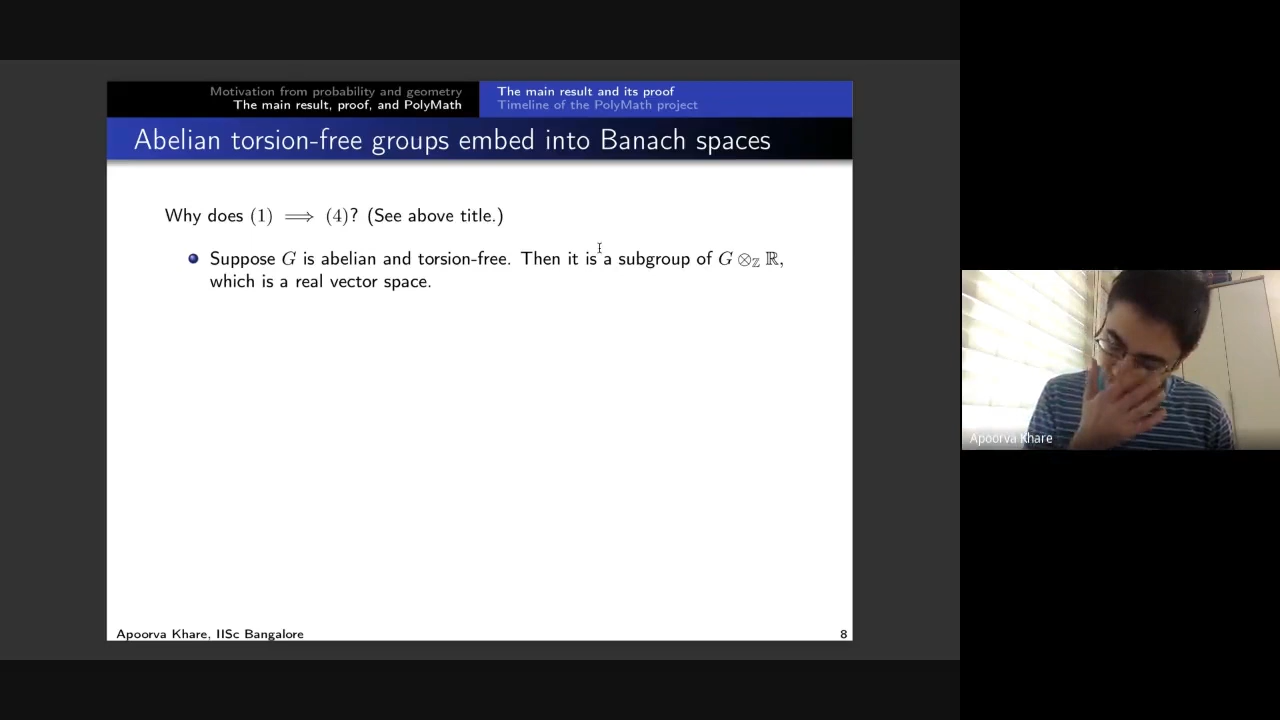 Motivation from probability and geometry
The main result, proof, and PolyMath
The main result and its proof
Timeline of the PolyMath project
Abelian torsion-free groups embed into Banach spaces
Why does (1) ⟹ (4)? (See above title.)
Suppose G is abelian and torsion-free. Then it is a subgroup of G ⊗_ℤ ℝ,
which is a real vector space.
Apoorva Khare
Apoorva Khare, IISc Bangalore
8